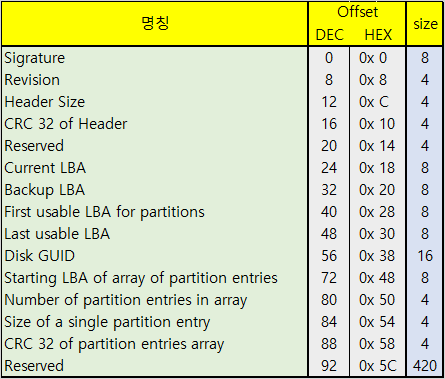 명칭 Offset size
DEC HEX
Sigrature 0 0x 0 8
Revision 8 0x 8 4
Header Size 12 0x C 4
CRC 32 of Header 16 0x 10 4
Reserved 20 0x 14 4
Current LBA 24 0x 18 8
Backup LBA 32 0x 20 8
First usable LBA for partitions 40 0x 28 8
Last usable LBA 48 0x 30 8
Disk GUID 56 0x 38 16
Starting LBA of array of partition entries 72 0x 48 8
Number of partition entries in array 80 0x 50 4
Size of a single partition entry 84 0x 54 4
CRC 32 of partition entries array 88 0x 58 4
Reserved 92 0x 5C 420